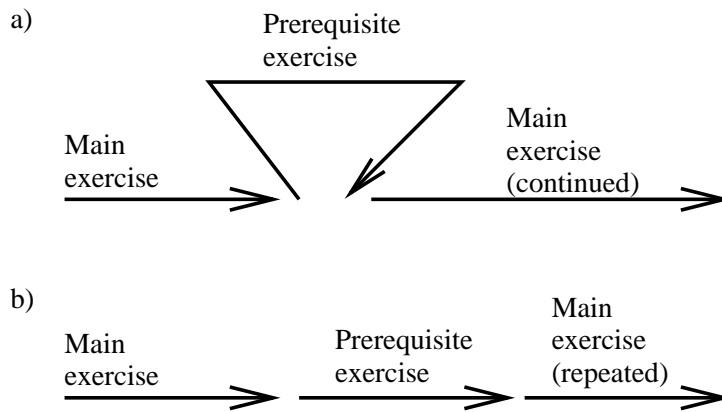 a)
Prerequisite
exercise
Main
exercise
Main
exercise
(continued)
b)
Main
exercise
Prerequisite
exercise
Main
exercise
(repeated)